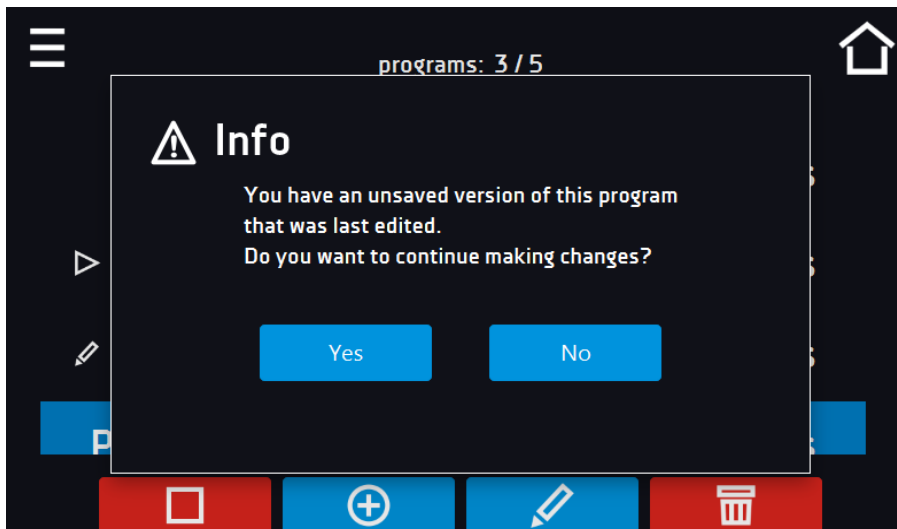 programs: 3 / 5
Info
You have an unsaved version of this program
that was last edited.
Do you want to continue making changes?
Yes
No